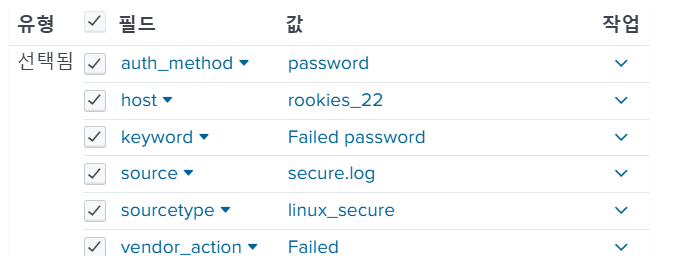 유형 필드 값 작업
선택됨 auth_method password
host rookies_22
keyword Failed password
source secure.log
sourcetype linux_secure
vendor_action Failed